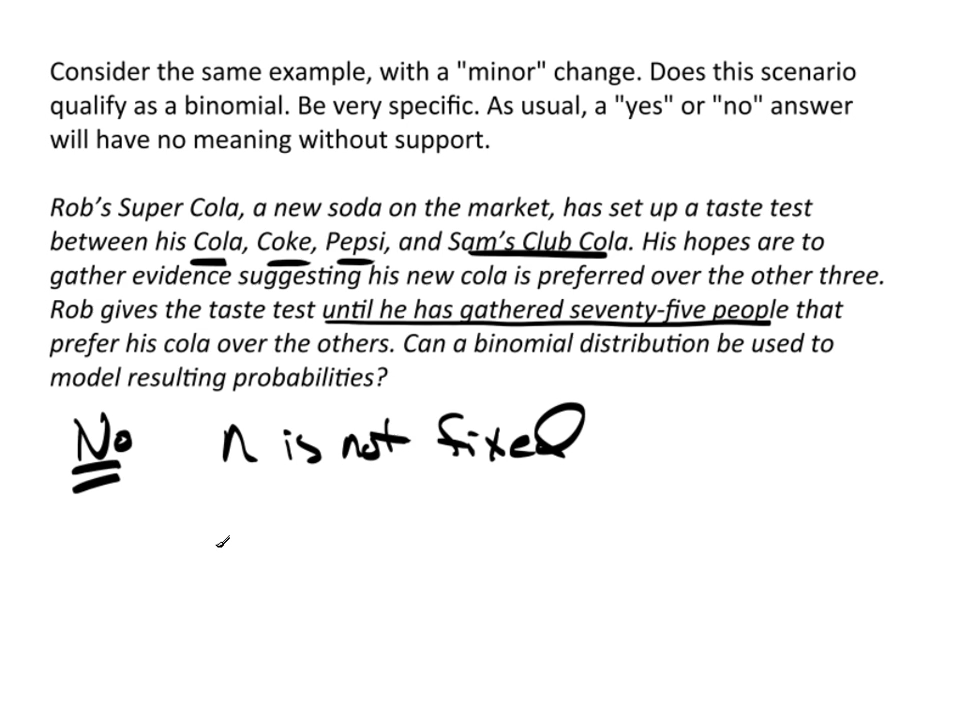 Consider the same example, with a "minor" change. Does this scenario
qualify as a binomial. Be very specific. As usual, a "yes" or "no" answer
will have no meaning without support.
Rob's Super Cola, a new soda on the market, has set up a taste test
between his Cola, Coke, Pepsi, and Sam's Club Cola. His hopes are to
gather evidence suggesting his new cola is preferred over the other three.
Rob gives the taste test until he has gathered seventy-five people that
prefer his cola over the others. Can a binomial distribution be used to
model resulting probabilities?
No n is not fixed